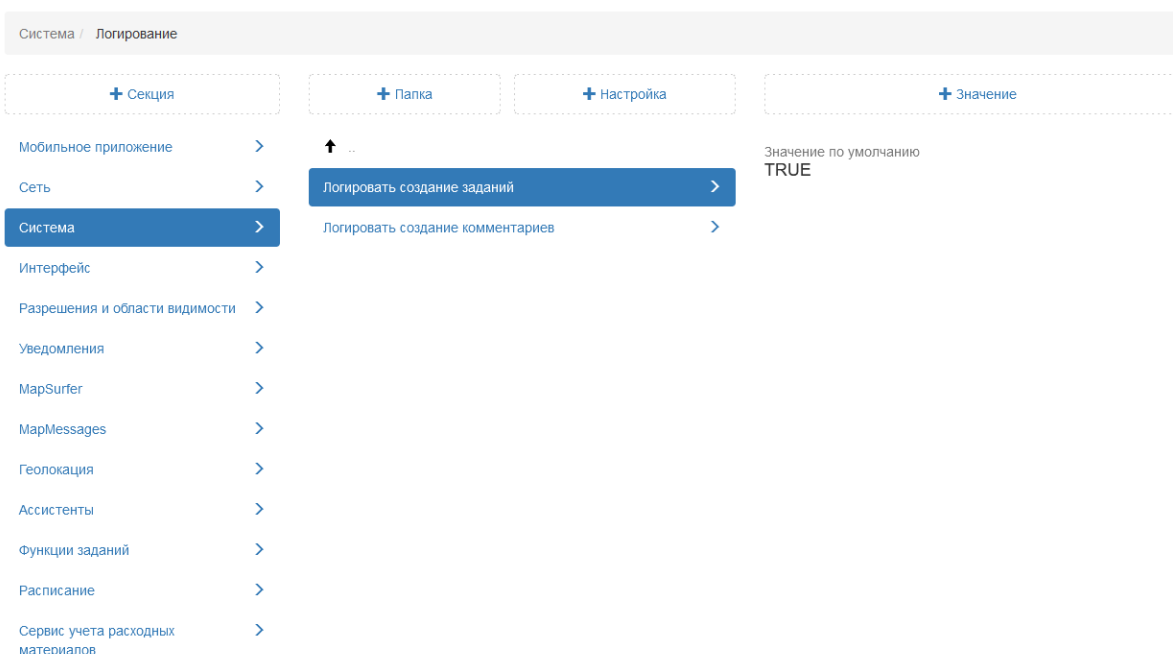 Система / Логирование
+ Секция
Мобильное приложение
Сеть
Система
Интерфейс
Разрешения и области видимости
Уведомления
MapSurfer
MapMessages
Геолокация
Ассистенты
Функции заданий
Расписание
Сервис учета расходных
материалов
+ Папка
+ Настройка
..
Логировать создание заданий
Логировать создание комментариев
+ Значение
Значение по умолчанию
TRUE